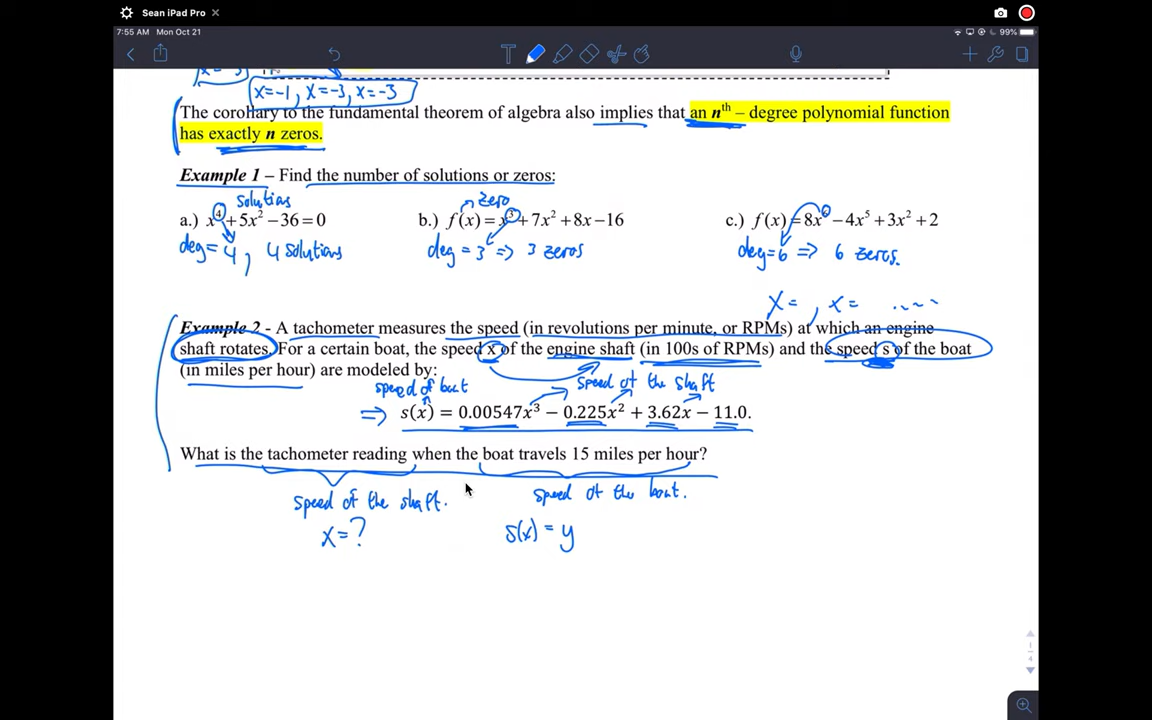 Sean iPad Pro ×
7:55 AM Mon Oct 21
99%
x=-1, x=-3, x=-3
The corollary to the fundamental theorem of algebra also implies that an nth – degree polynomial function
has exactly n zeros.
Example 1 – Find the number of solutions or zeros:
solutions
zero
a.) x⁴+5x²−36=0
b.) f(x)=x³+7x²+8x−16
c.) f(x)=8x⁶−4x⁵+3x²+2
deg=4, 4 solutions
deg=3 ⇒ 3 zeros
deg=6 ⇒ 6 zeros.
x= , x= ....
Example 2 - A tachometer measures the speed (in revolutions per minute, or RPMs) at which an engine
shaft rotates. For a certain boat, the speed x of the engine shaft (in 100s of RPMs) and the speed s of the boat
(in miles per hour) are modeled by:
speed of boat
speed of the shaft
⇒ s(x) = 0.00547x³ − 0.225x² + 3.62x − 11.0.
What is the tachometer reading when the boat travels 15 miles per hour?
speed of the shaft.
speed of the boat.
x=?
s(x) = y